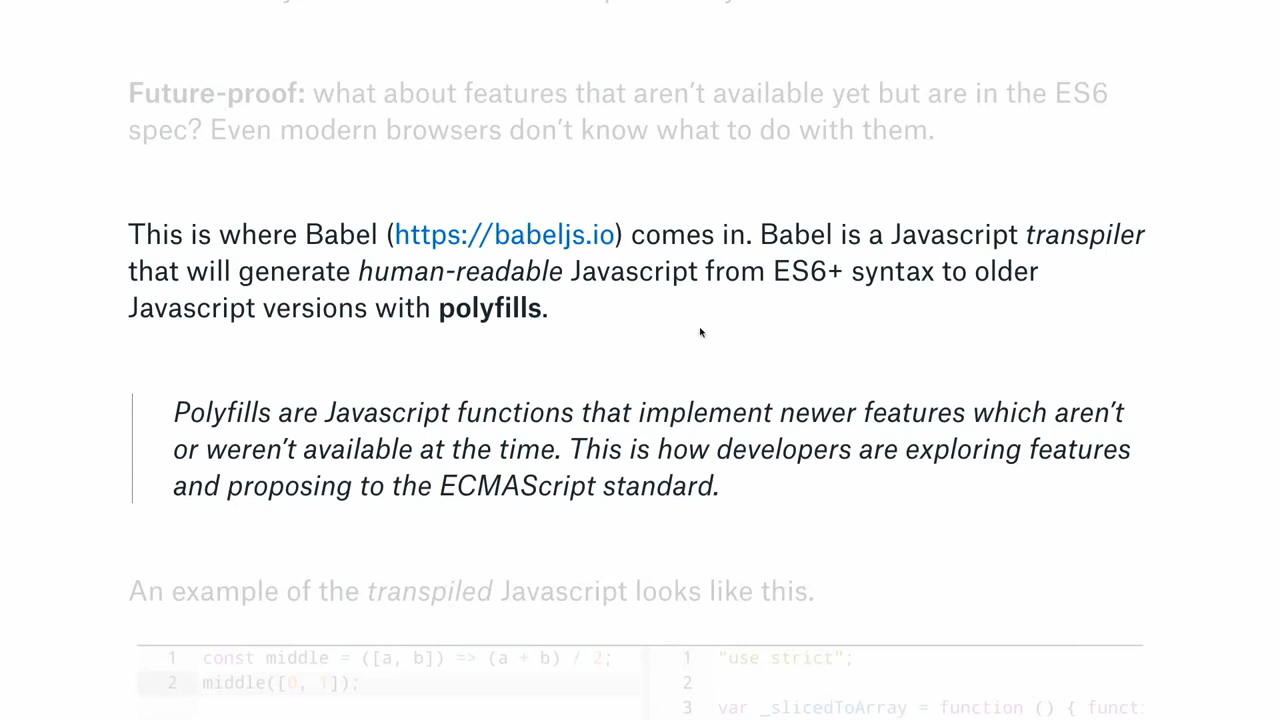 Future-proof: what about features that aren't available yet but are in the ES6
spec? Even modern browsers don't know what to do with them.
This is where Babel (https://babeljs.io) comes in. Babel is a Javascript transpiler
that will generate human-readable Javascript from ES6+ syntax to older
Javascript versions with polyfills.
Polyfills are Javascript functions that implement newer features which aren't
or weren't available at the time. This is how developers are exploring features
and proposing to the ECMAScript standard.
An example of the transpiled Javascript looks like this.
1 const middle = ([a, b]) => (a + b) / 2;
2 middle([0, 1]);
1 "use strict";
2
3 var _slicedToArray = function () { funct